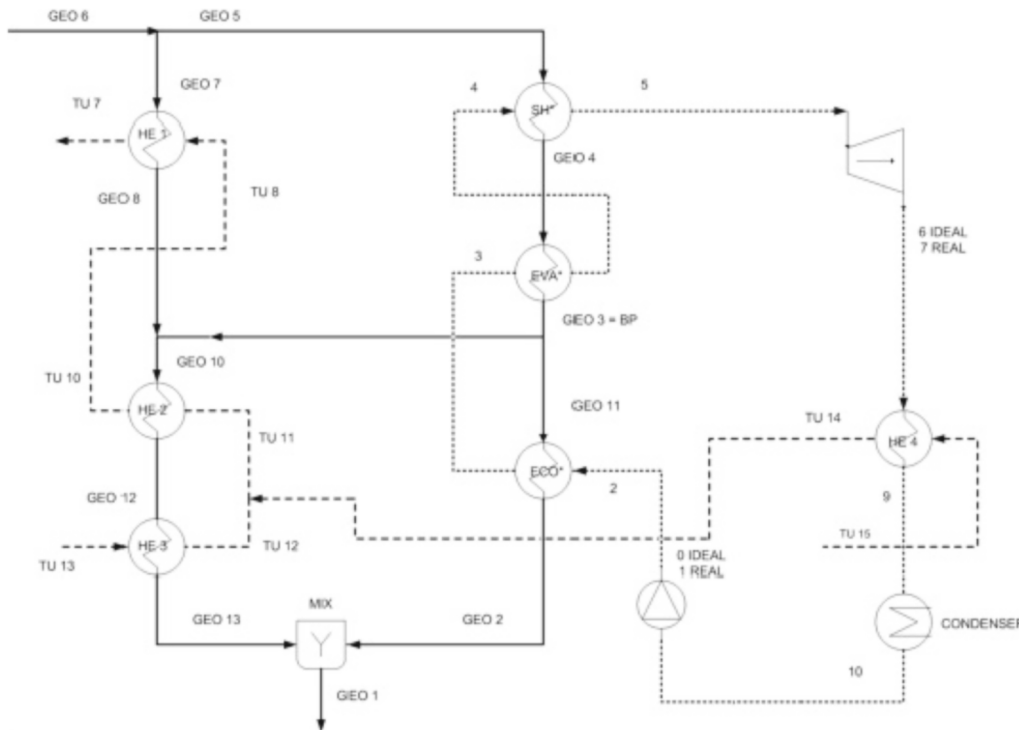 GEO 6
GEO 5
GEO 7
TU 7
HE 1
4
SH*
5
GEIO 4
GEO 8
TU 8
6 IDEAL
7 REAL
3
EVA*
GIEO 3 = BP
GEO 10
TU 10
HE 2
GEO 11
TU 14
TU 11
HE 4
ECO*
2
9
GEO 12
HE 3
TU 12
TU 13
TU 15
0 IDEAL
1 REAL
MIX
GEO 13
GEO 2
CONDENSER
10
GIEO 1